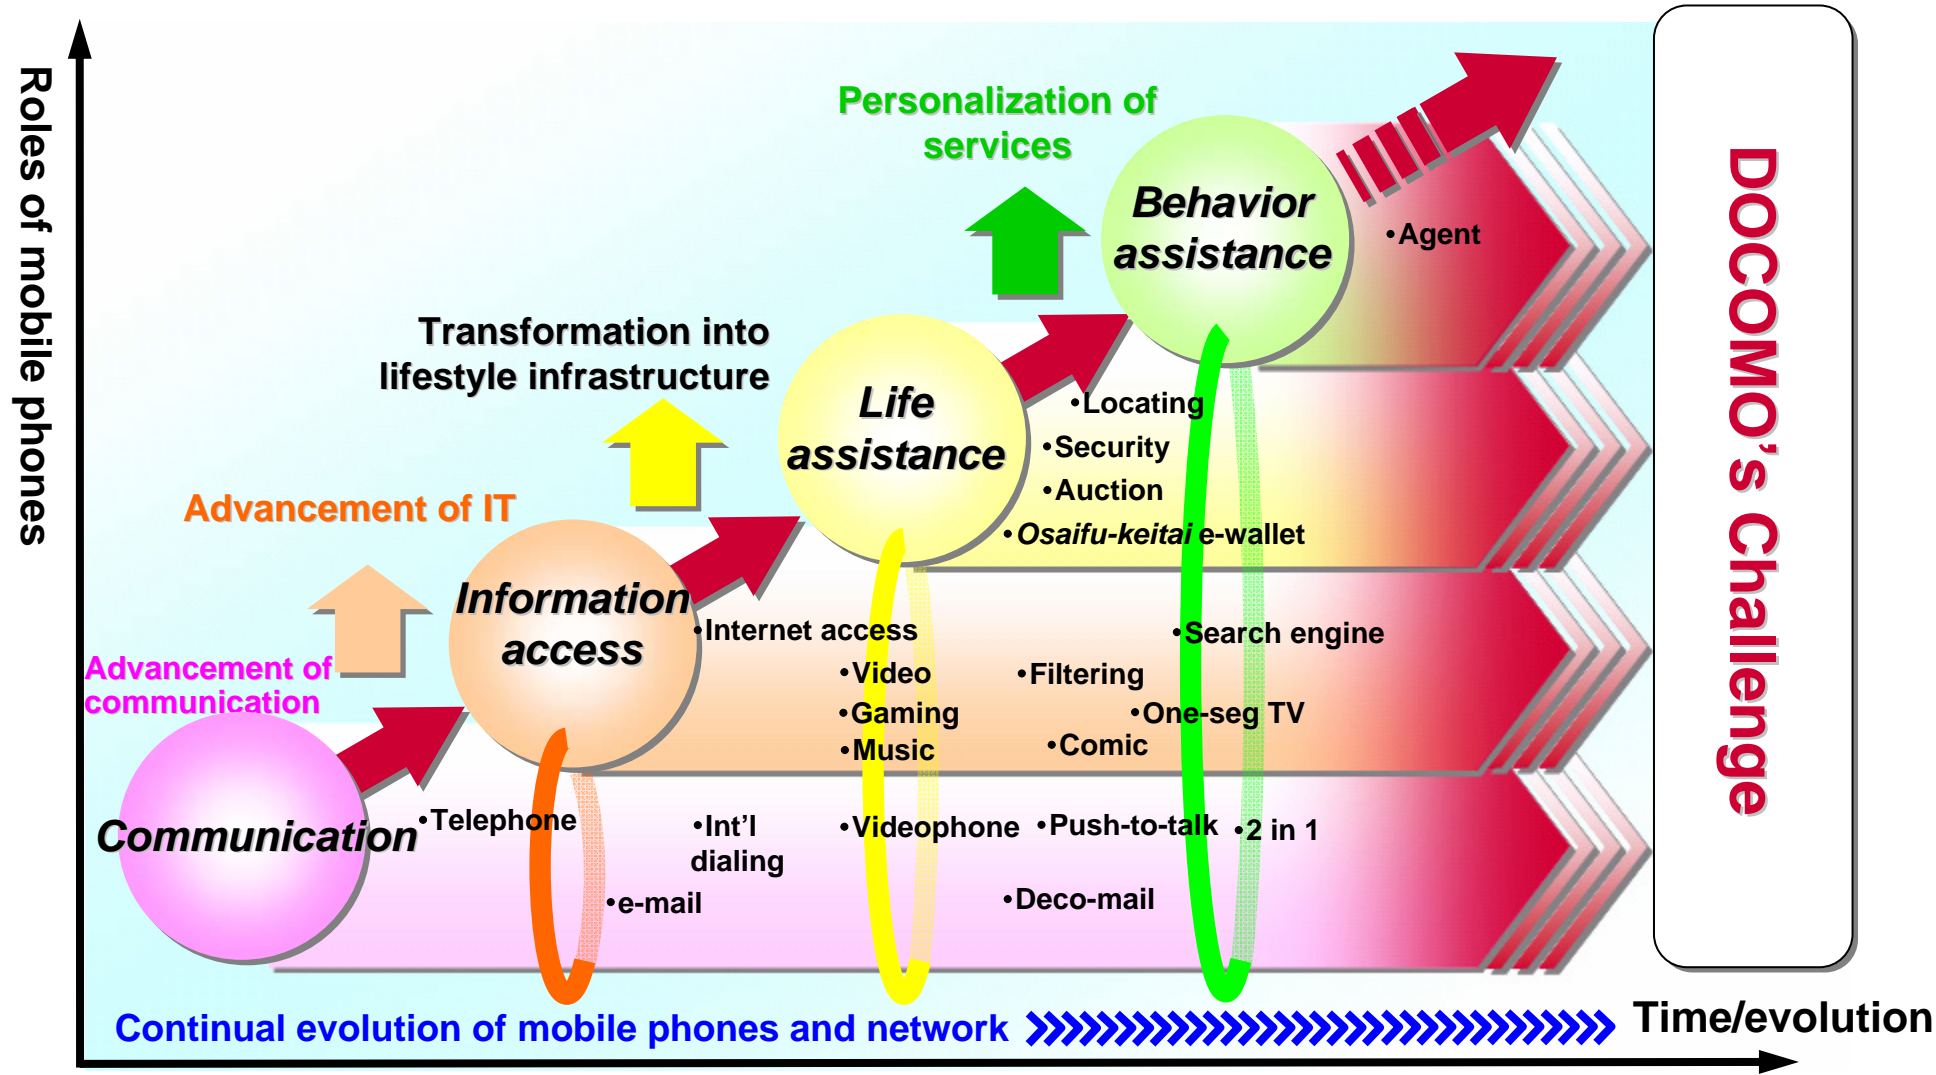 Roles of mobile phones
Personalization of
services
Behavior
assistance
•Agent
Transformation into
lifestyle infrastructure
Life
assistance
•Locating
•Security
•Auction
•Osaifu-keitai e-wallet
Advancement of IT
Information
access
•Internet access
•Search engine
•Video
•Filtering
•Gaming
•One-seg TV
•Music
•Comic
Advancement of
communication
Communication
•Telephone
•Int'l
dialing
•Videophone
•Push-to-talk
•2 in 1
•e-mail
•Deco-mail
Continual evolution of mobile phones and network
Time/evolution
DOCOMO's Challenge